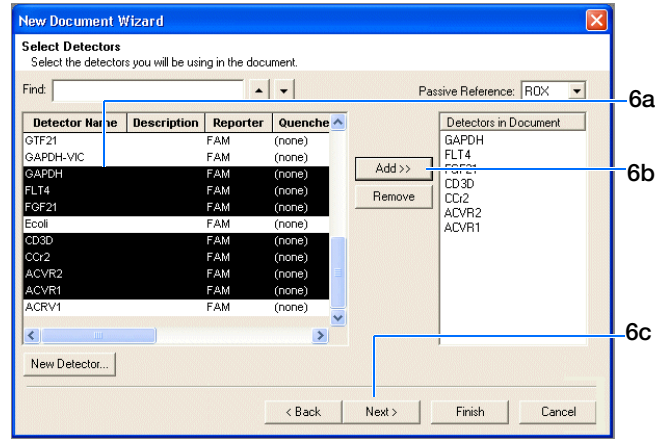 New Document Wizard
Select Detectors
Select the detectors you will be using in the document.
Find:
Passive Reference: ROX
6a
Detector Name Description Reporter Quenche
GTF21 FAM (none)
GAPDH-VIC FAM (none)
GAPDH FAM (none)
FLT4 FAM (none)
FGF21 FAM (none)
Ecoli FAM (none)
CD3D FAM (none)
CCr2 FAM (none)
ACVR2 FAM (none)
ACVR1 FAM (none)
ACRV1 FAM (none)
Add >>
Remove
6b
Detectors in Document
GAPDH
FLT4
FGF21
CD3D
CCr2
ACVR2
ACVR1
6c
New Detector...
< Back Next > Finish Cancel